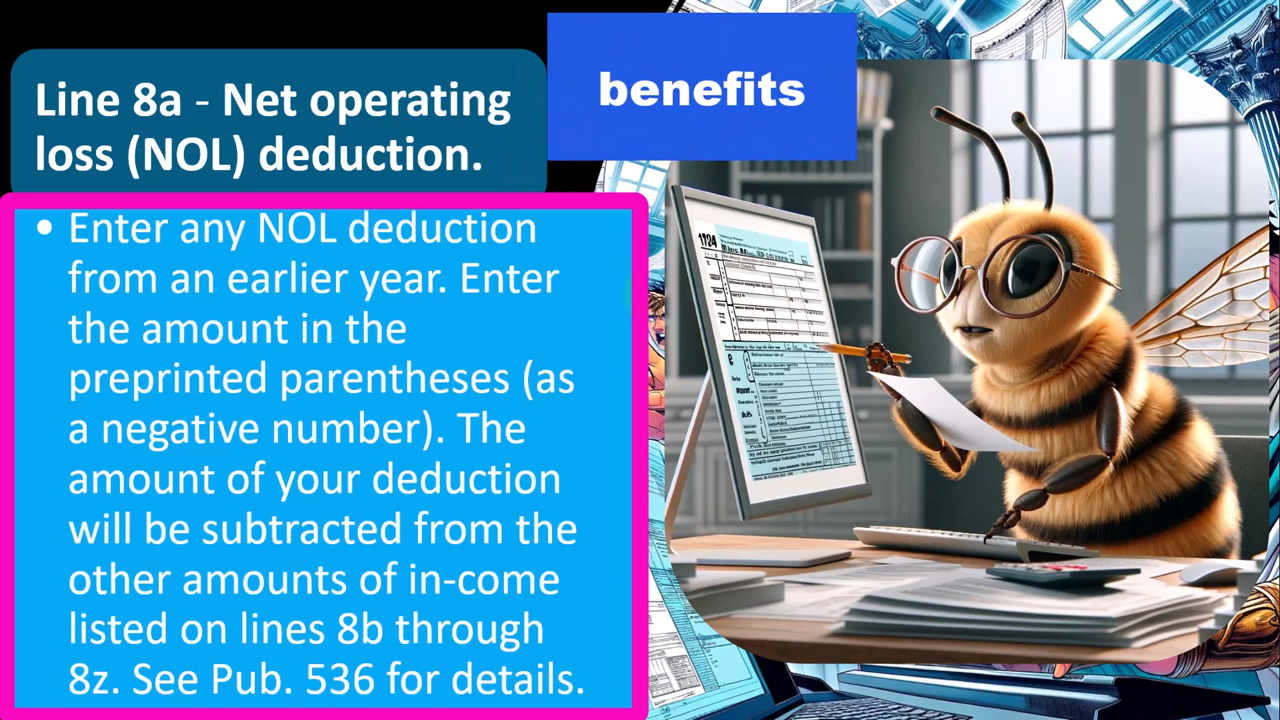 Line 8a - Net operating
loss (NOL) deduction.
benefits
• Enter any NOL deduction
from an earlier year. Enter
the amount in the
preprinted parentheses (as
a negative number). The
amount of your deduction
will be subtracted from the
other amounts of in-come
listed on lines 8b through
8z. See Pub. 536 for details.
1124